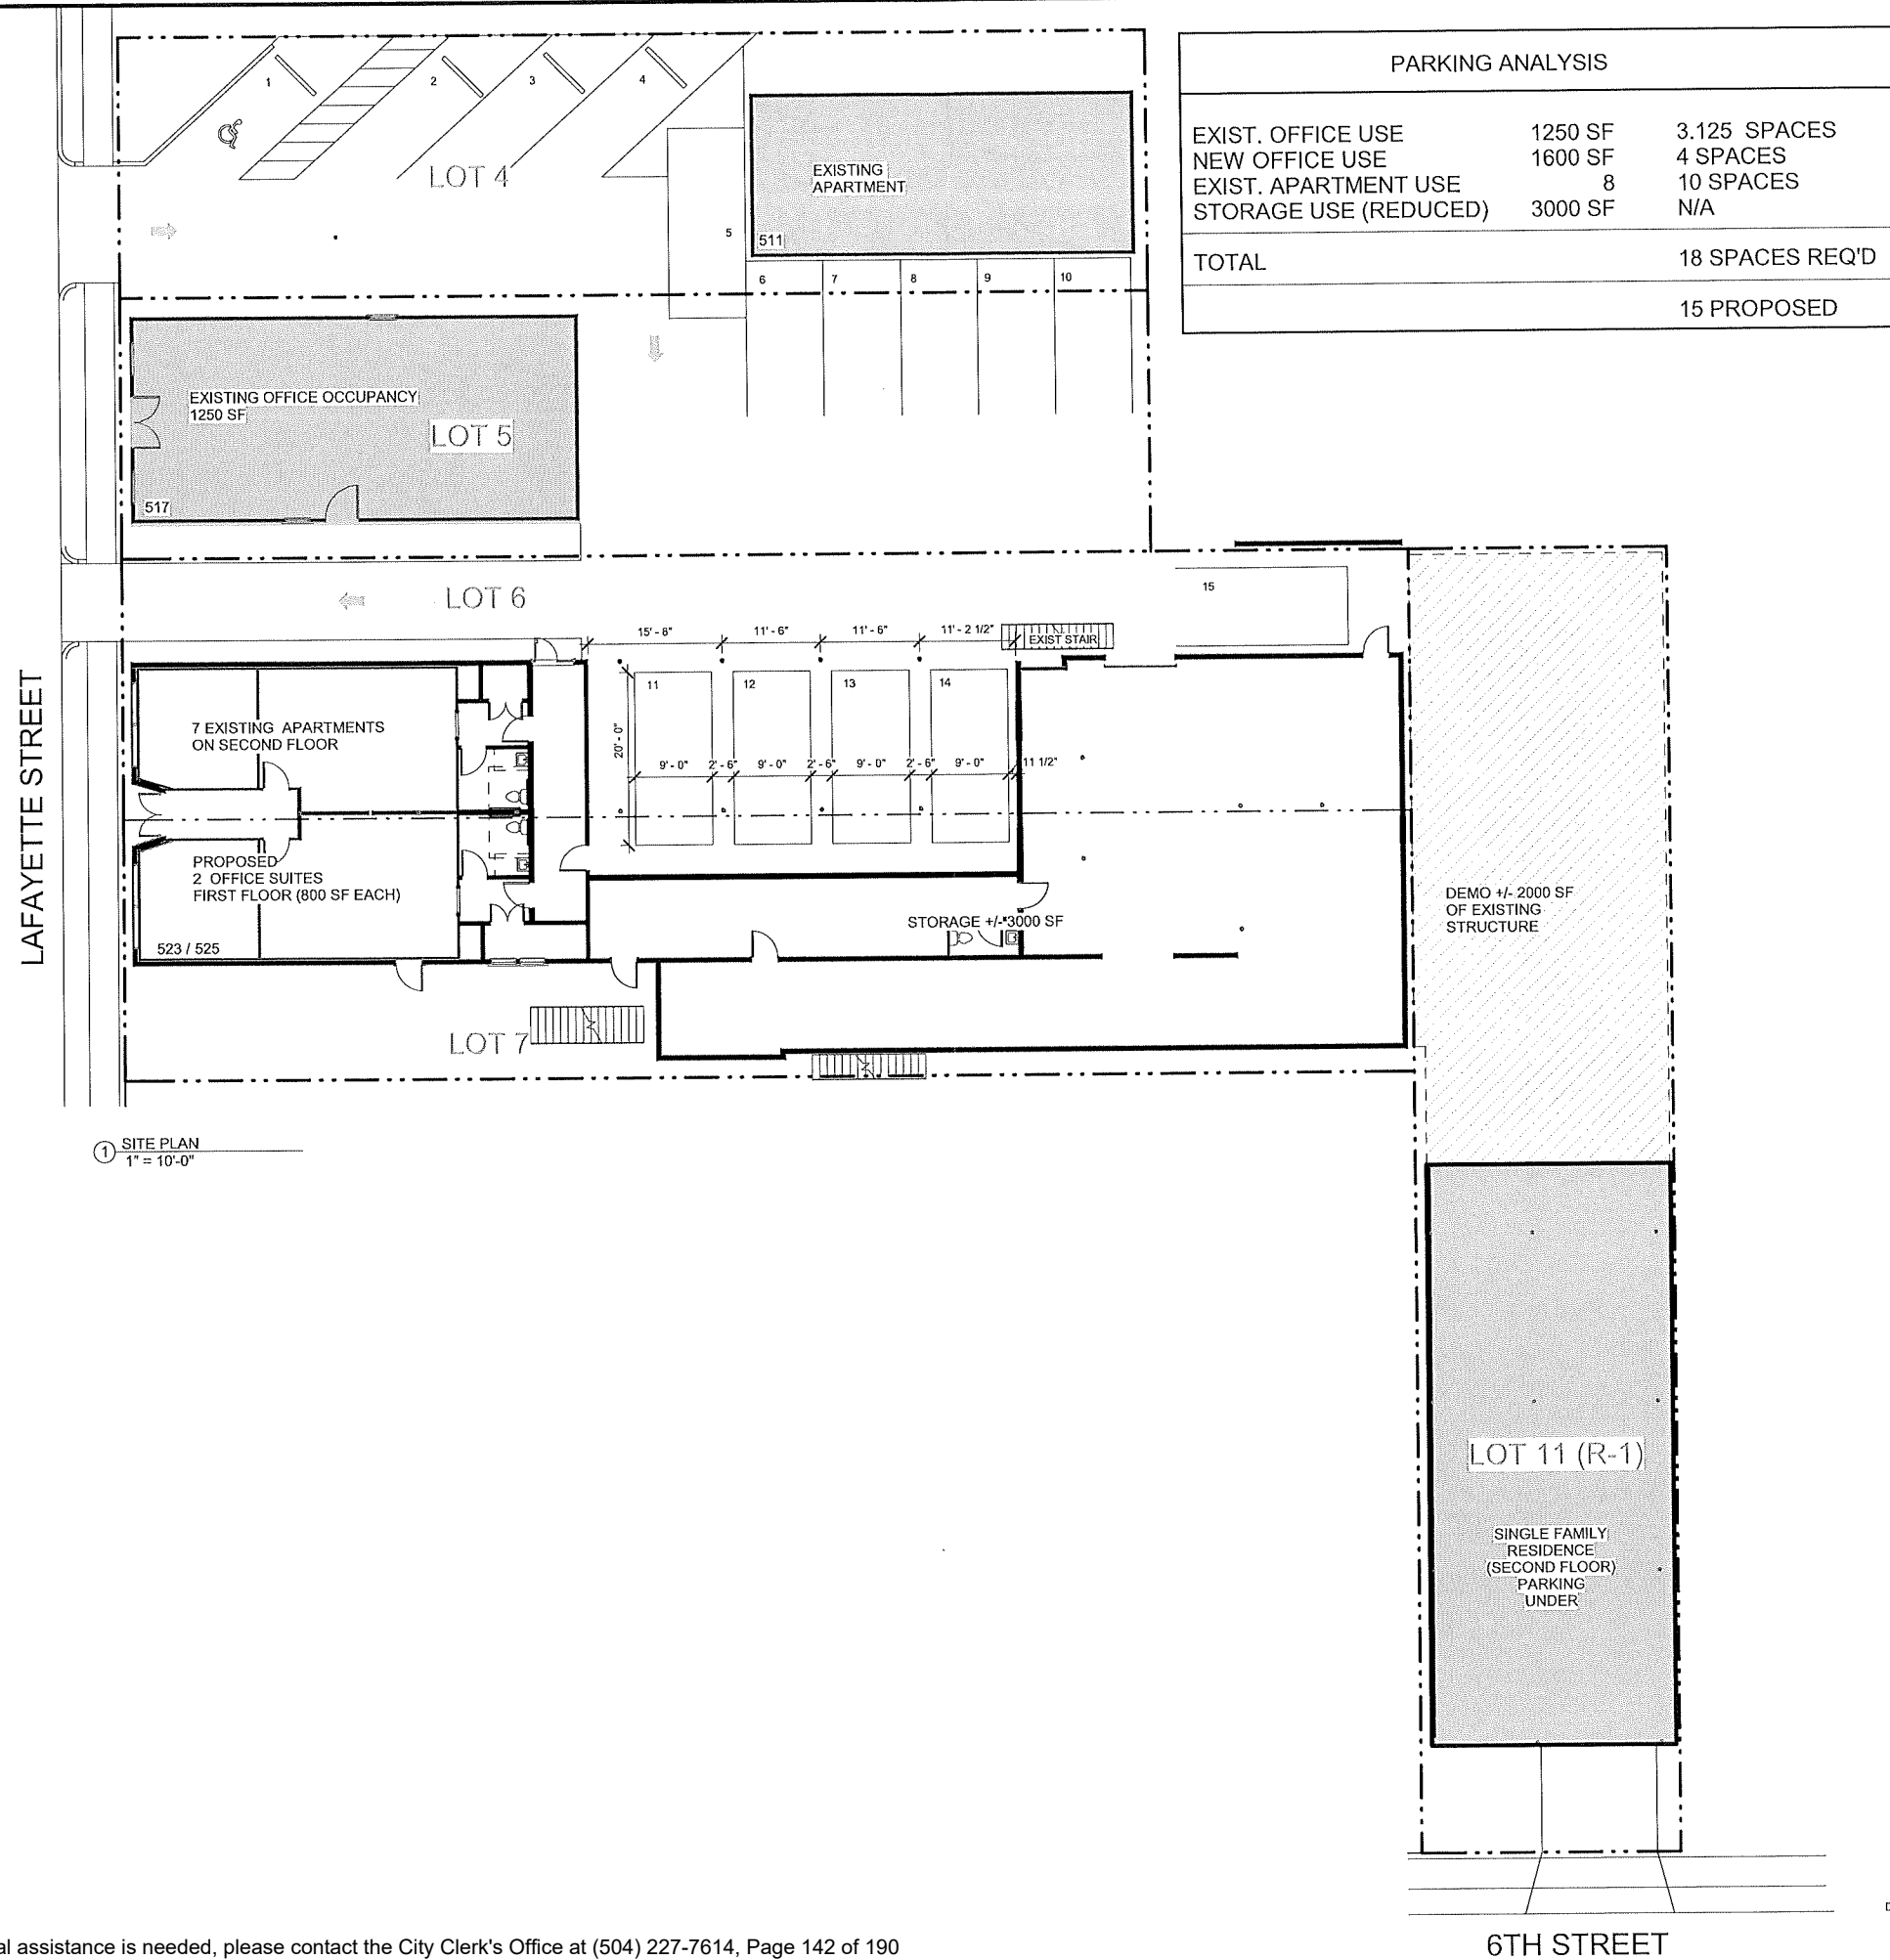 PARKING ANALYSIS
EXIST. OFFICE USE 1250 SF 3.125 SPACES
NEW OFFICE USE 1600 SF 4 SPACES
EXIST. APARTMENT USE 8 10 SPACES
STORAGE USE (REDUCED) 3000 SF N/A
TOTAL 18 SPACES REQ'D
15 PROPOSED
1
2
3
4
LOT 4
EXISTING
APARTMENT
511
5
6
7
8
9
10
EXISTING OFFICE OCCUPANCY
1250 SF
LOT 5
517
LOT 6
15
15' - 8"
11' - 6"
11' - 6"
11' - 2 1/2"
EXIST STAIR
11
12
13
14
20' - 0"
9' - 0"
2' - 6"
9' - 0"
2' - 6"
9' - 0"
2' - 6"
9' - 0"
11 1/2"
LAFAYETTE STREET
7 EXISTING APARTMENTS
ON SECOND FLOOR
PROPOSED
2 OFFICE SUITES
FIRST FLOOR (800 SF EACH)
523 / 525
STORAGE +/- 3000 SF
DEMO +/- 2000 SF
OF EXISTING
STRUCTURE
LOT 7
1 SITE PLAN
1" = 10'-0"
LOT 11 (R-1)
SINGLE FAMILY
RESIDENCE
(SECOND FLOOR)
PARKING
UNDER
6TH STREET
al assistance is needed, please contact the City Clerk's Office at (504) 227-7614, Page 142 of 190